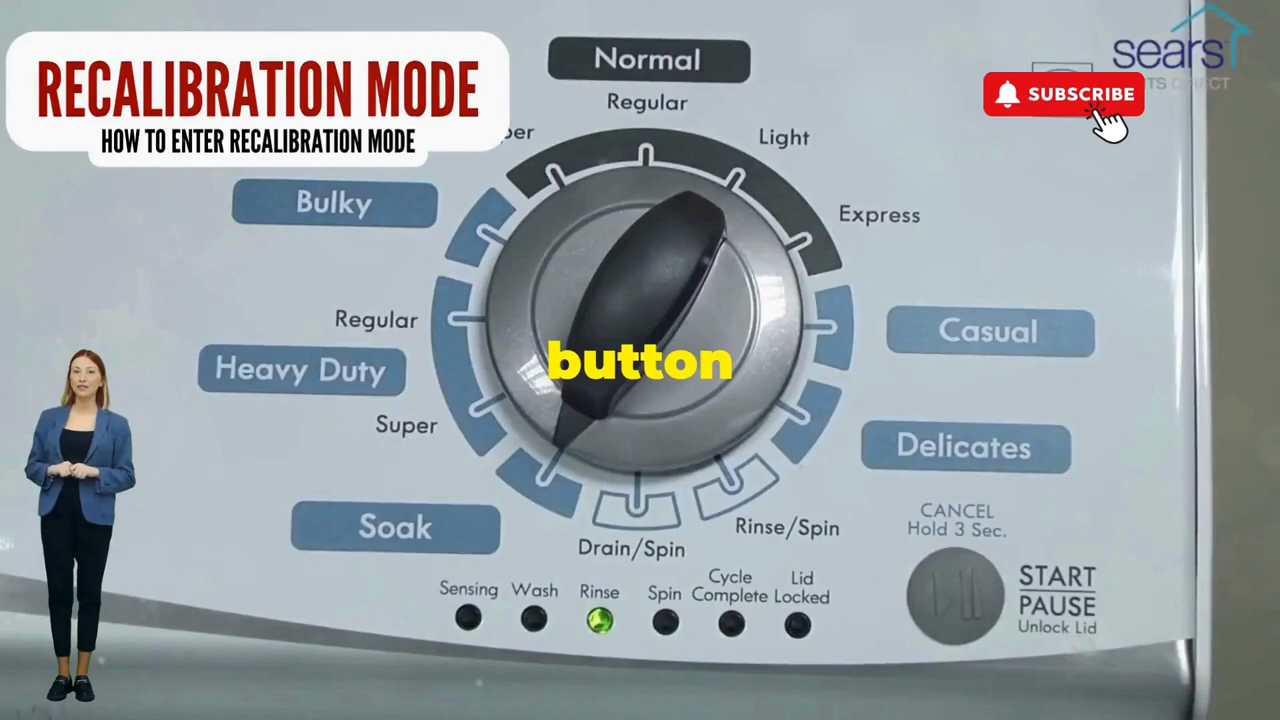 RECALIBRATION MODE
HOW TO ENTER RECALIBRATION MODE
sears
DIRECT
SUBSCRIBE
Normal
Regular
Light
Express
Bulky
Regular
Heavy Duty
Super
Casual
Delicates
button
Soak
Drain/Spin
Rinse/Spin
CANCEL
Hold 3 Sec.
START
PAUSE
Unlock Lid
Sensing
Wash
Rinse
Spin
Cycle
Complete
Lid
Locked